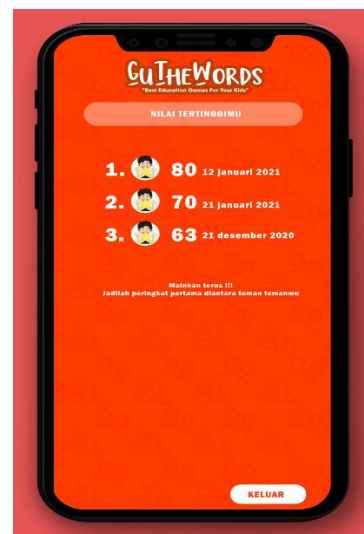 GUTHEWORDS
"Best Education Games For Your Kids"
NILAI TERTINGGIMU
1. 80 12 januari 2021
2. 70 21 januari 2021
3. 63 21 desember 2020
Mainkan terus !!!
Jadilah peringkat pertama diantara teman temanmu
KELUAR